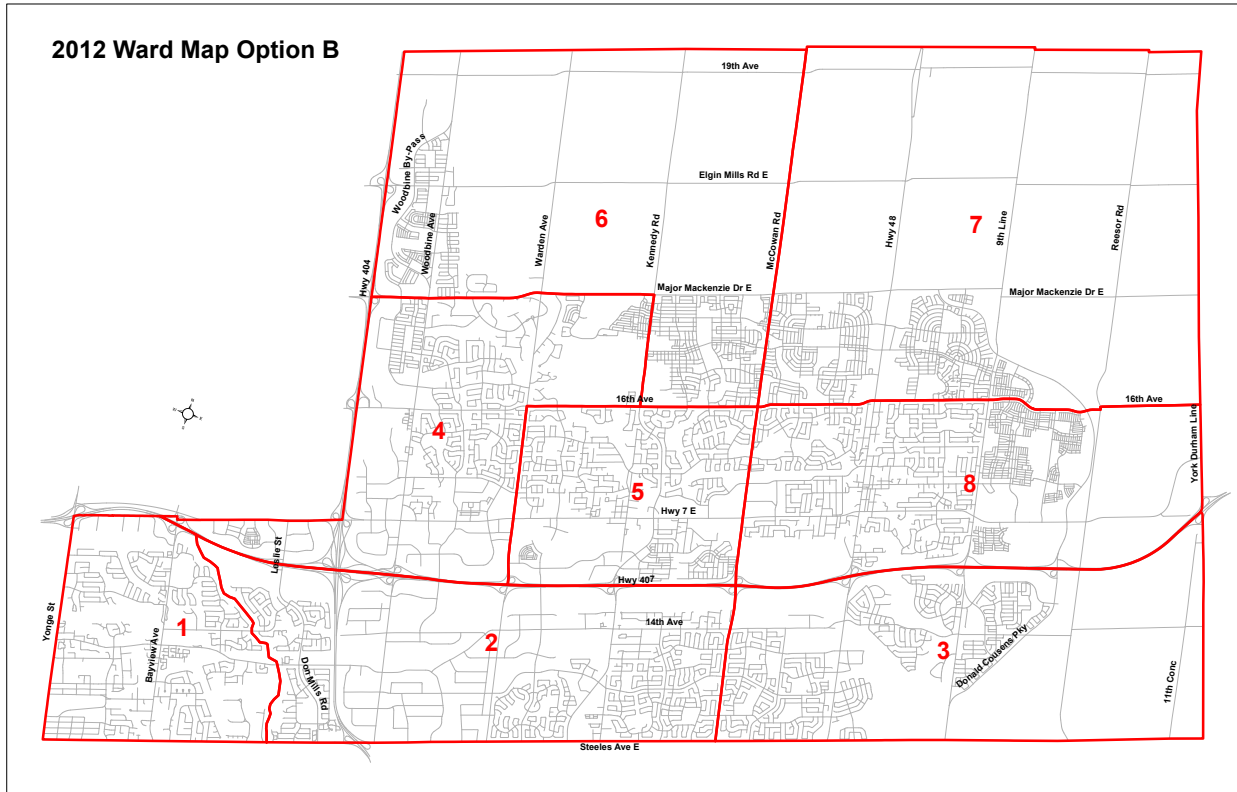 2012 Ward Map Option B
19th Ave
Woodbine By-Pass
Elgin Mills Rd E
Woodbine Ave
Warden Ave
6
Kennedy Rd
McCowan Rd
Hwy 48
7
9th Line
Reesor Rd
Hwy 404
Major Mackenzie Dr E
Major Mackenzie Dr E
16th Ave
16th Ave
4
York Durham Line
5
8
Hwy 7 E
Leslie St
Hwy 407
Yonge St
1
Bayview Ave
Don Mills Rd
2
14th Ave
3
Donald Cousens Pky
11th Conc
Steeles Ave E